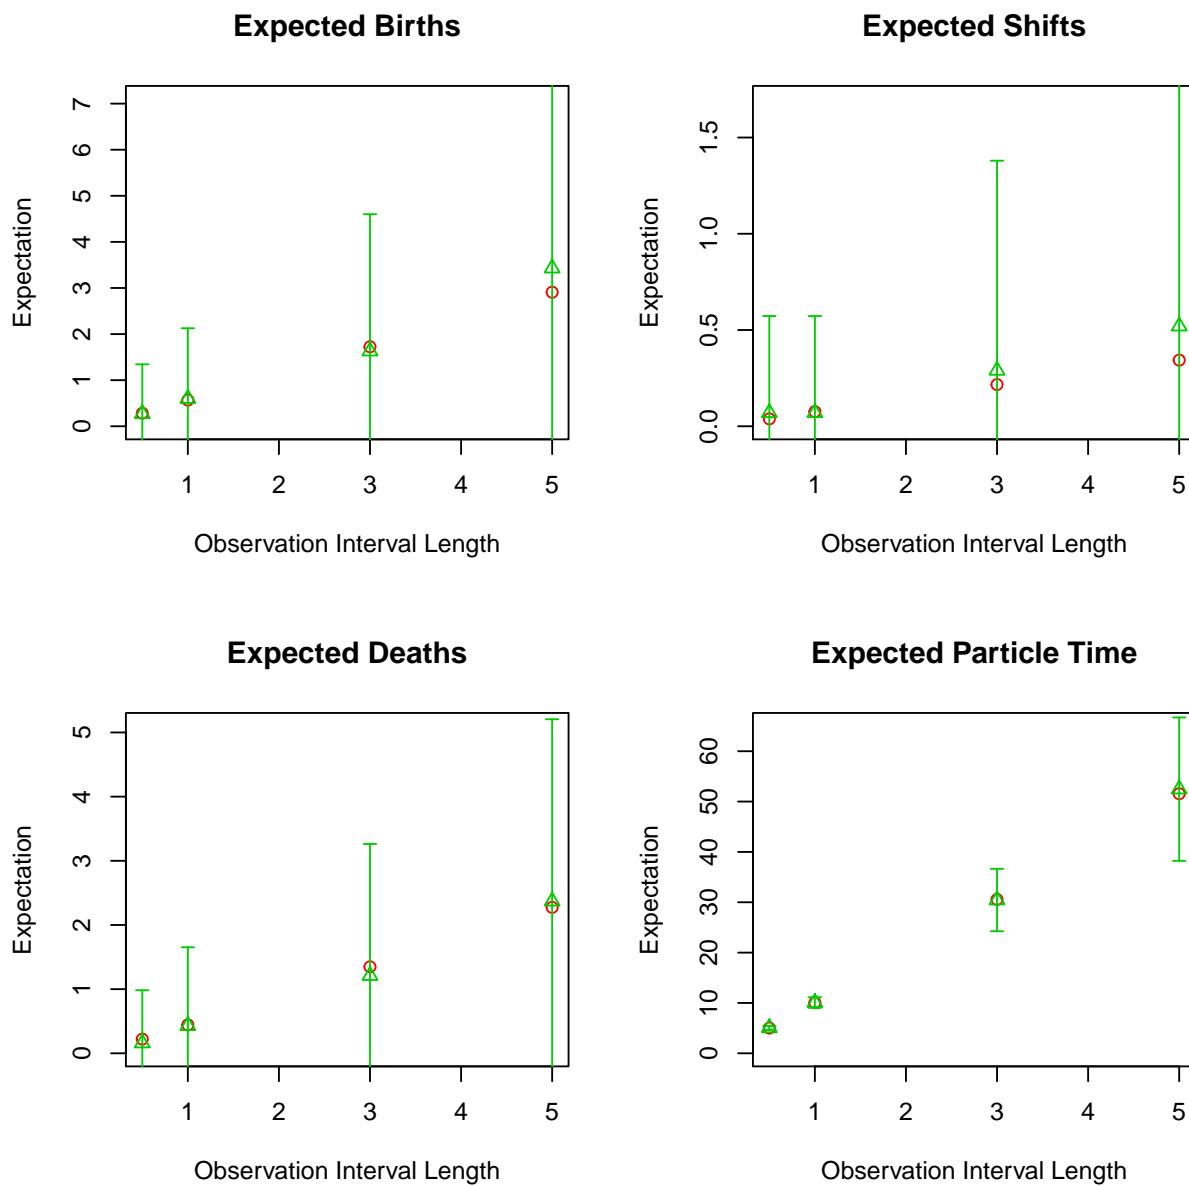 Expected Births
Expectation
0 1 2 3 4 5 6 7
1 2 3 4 5
Observation Interval Length
Expected Shifts
Expectation
0.0 0.5 1.0 1.5
1 2 3 4 5
Observation Interval Length
Expected Deaths
Expectation
0 1 2 3 4 5
1 2 3 4 5
Observation Interval Length
Expected Particle Time
Expectation
0 10 20 30 40 50 60
1 2 3 4 5
Observation Interval Length